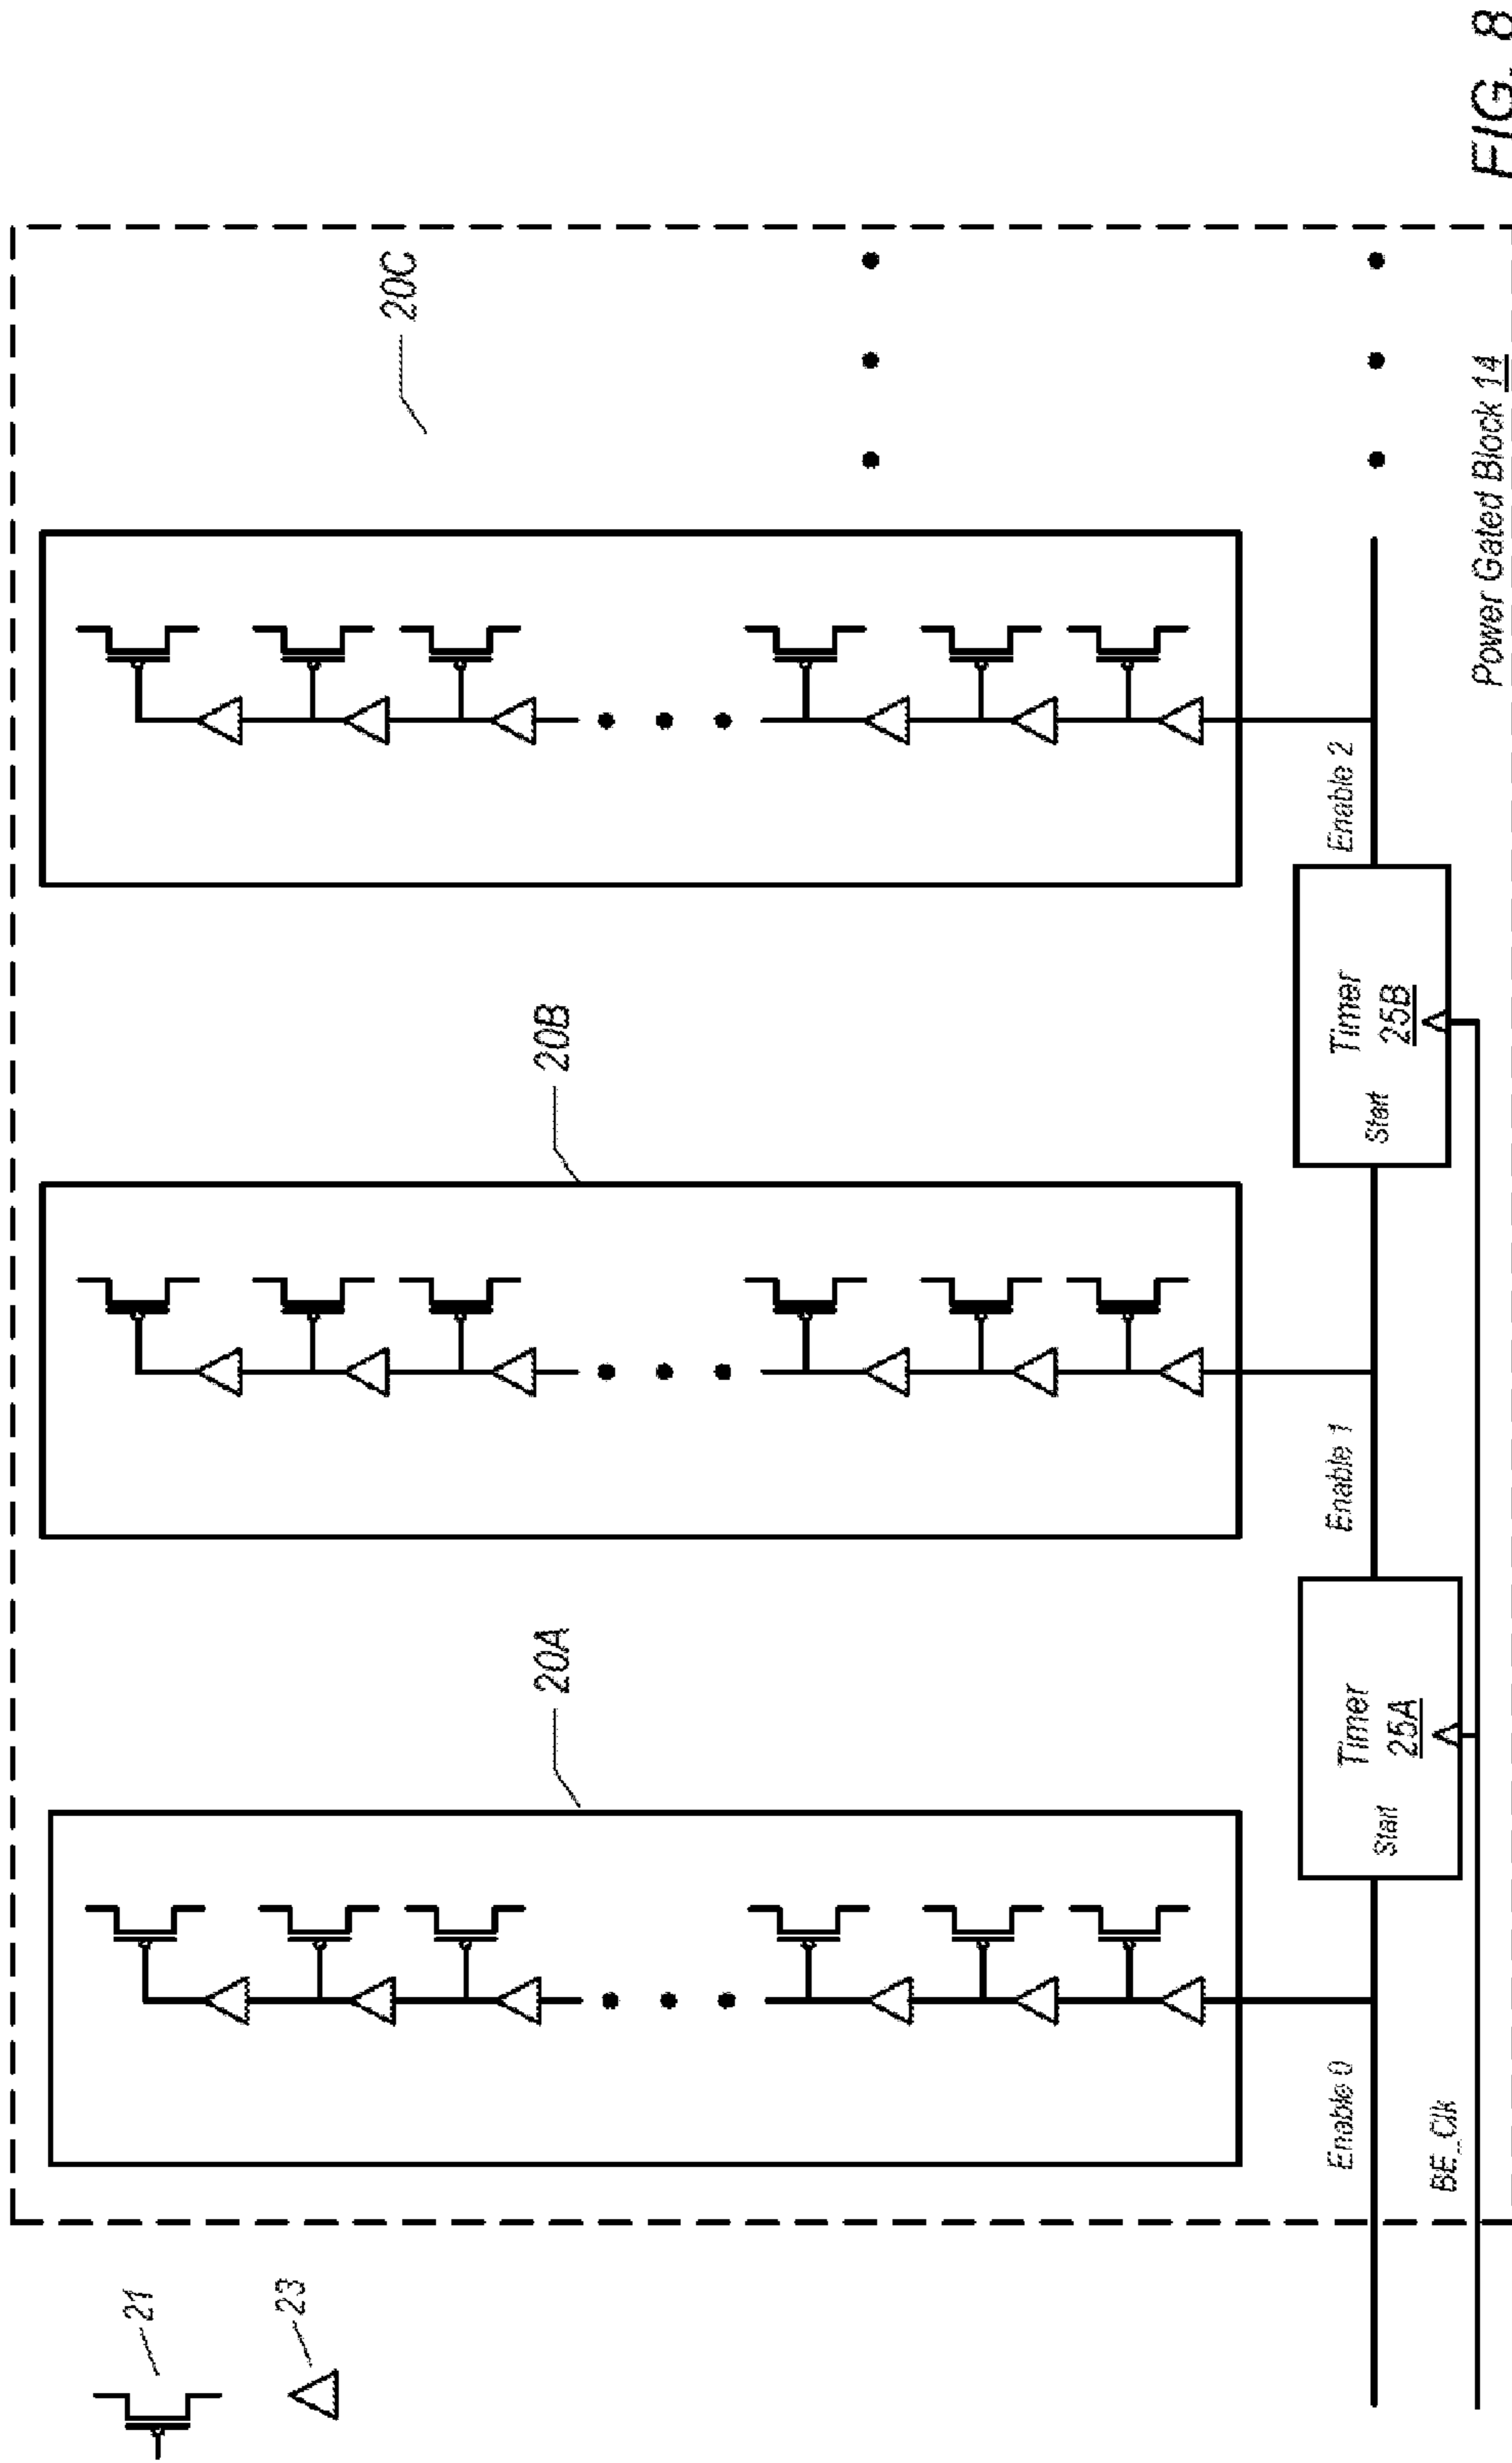 21
23
20A
20B
20C
Enable 0
Enable 1
Enable 2
Start
Timer
25A
Start
Timer
25B
BE_Clk
Power Gated Block 14
FIG. 8